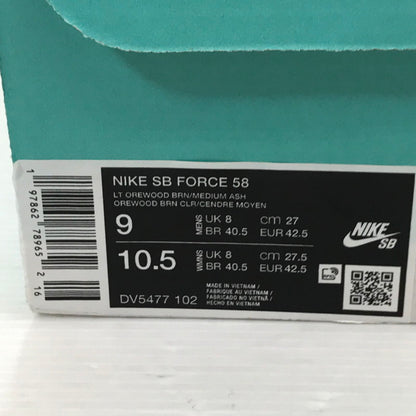 NIKE SB FORCE 58
LT OREWOOD BRN/MEDIUM ASH
OREWOOD BRN CLR/CENDRE MOYEN
9 MENS UK 8 cm 27
BR 40.5 EUR 42.5
10.5 WMNS UK 8 cm 27.5
BR 40.5 EUR 42.5
DV5477 102
MADE IN VIETNAM
FABRIQUÉ AU VIETNAM
FABRICADO NO VIETNÃ
HECHO EN VIETNAM
NIKE
SB
1 97862 78965 2 16